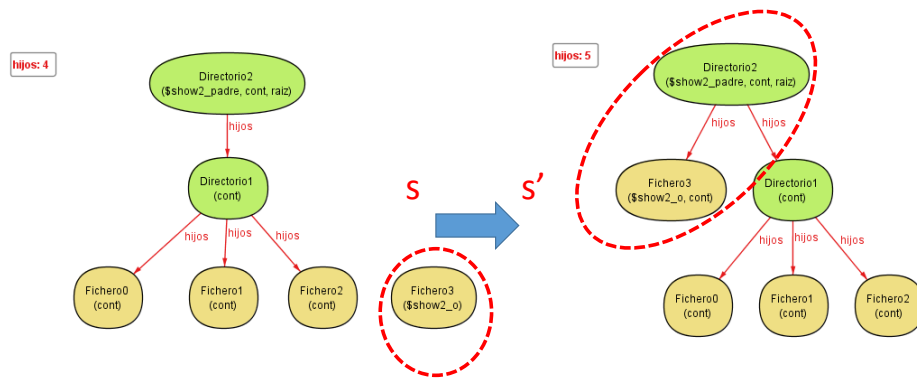 hijos: 4
Directorio2
($show2_padre, cont, raiz)
hijos
Directorio1
(cont)
hijos
hijos
hijos
Fichero0
(cont)
Fichero1
(cont)
Fichero2
(cont)
Fichero3
($show2_o)
S
S’
hijos: 5
Directorio2
($show2_padre, cont, raiz)
hijos
hijos
Fichero3
($show2_o, cont)
Directorio1
(cont)
hijos
hijos
hijos
Fichero0
(cont)
Fichero1
(cont)
Fichero2
(cont)